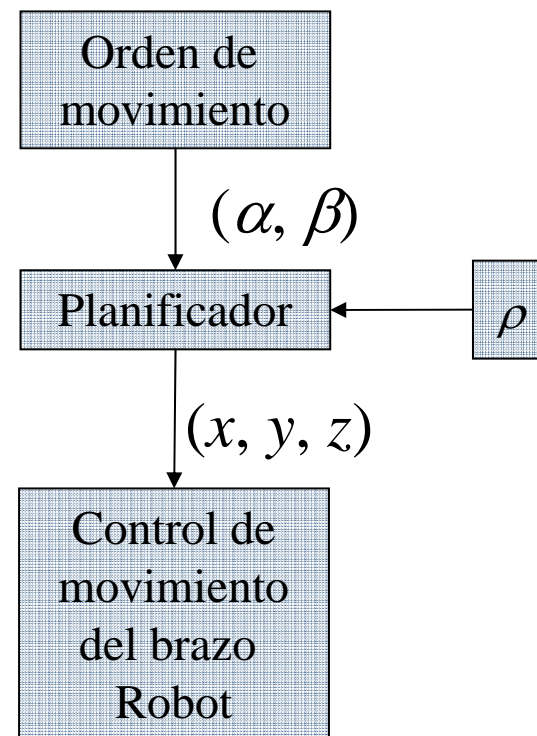 Orden de
movimiento
(α, β)
Planificador
ρ
(x, y, z)
Control de
movimiento
del brazo
Robot